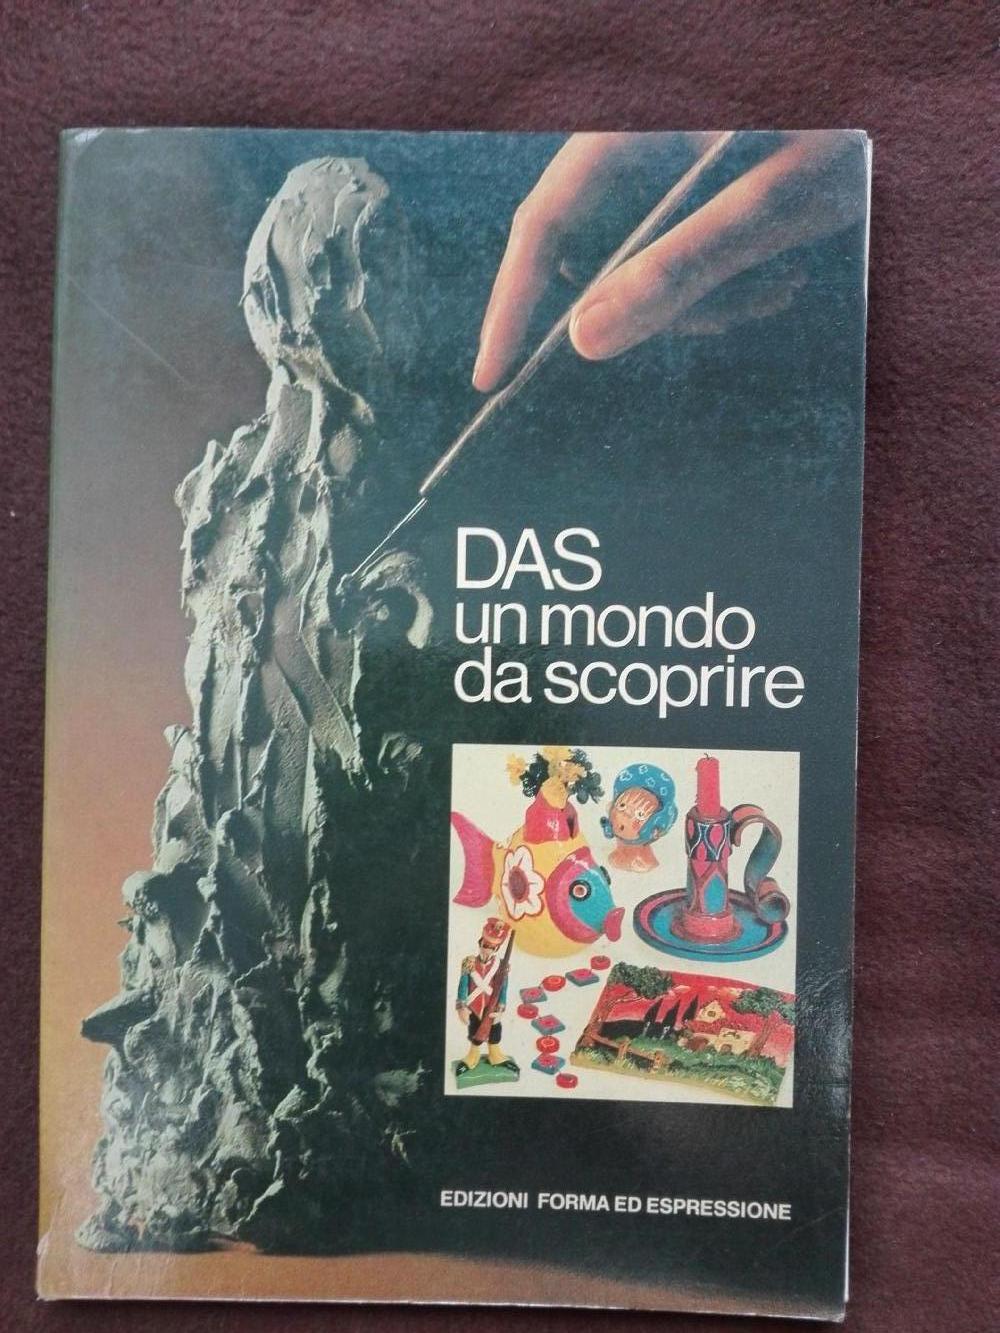 DAS
un mondo
da scoprire
EDIZIONI FORMA ED ESPRESSIONE